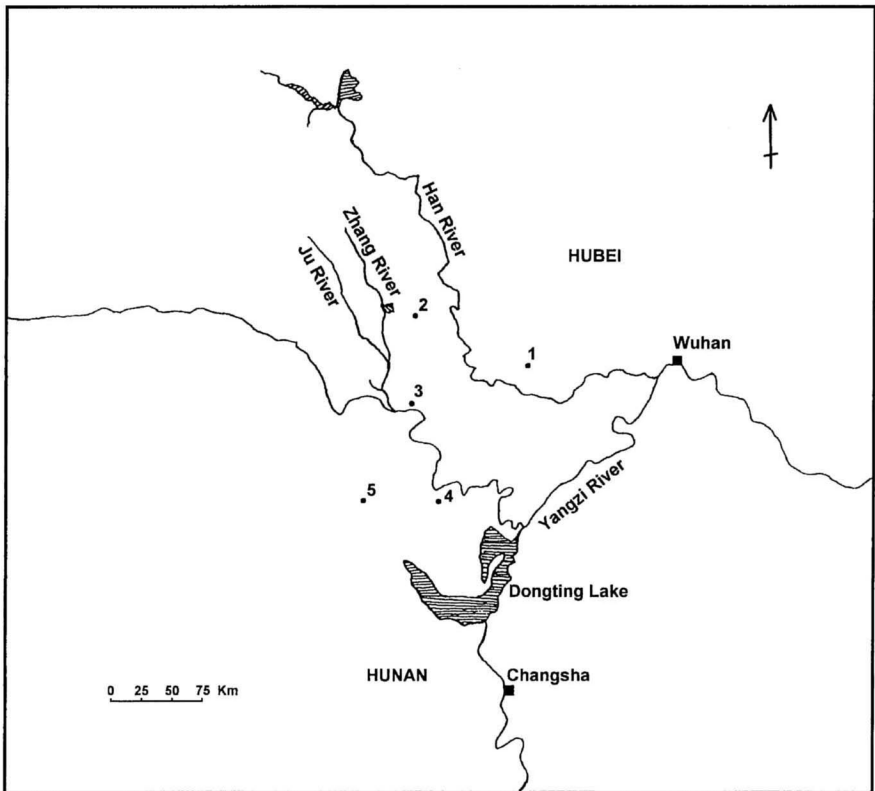 Han River
Zhang River
Ju River
HUBEI
2
1
Wuhan
3
5
4
Yangzi River
Dongting Lake
HUNAN
Changsha
0 25 50 75 Km